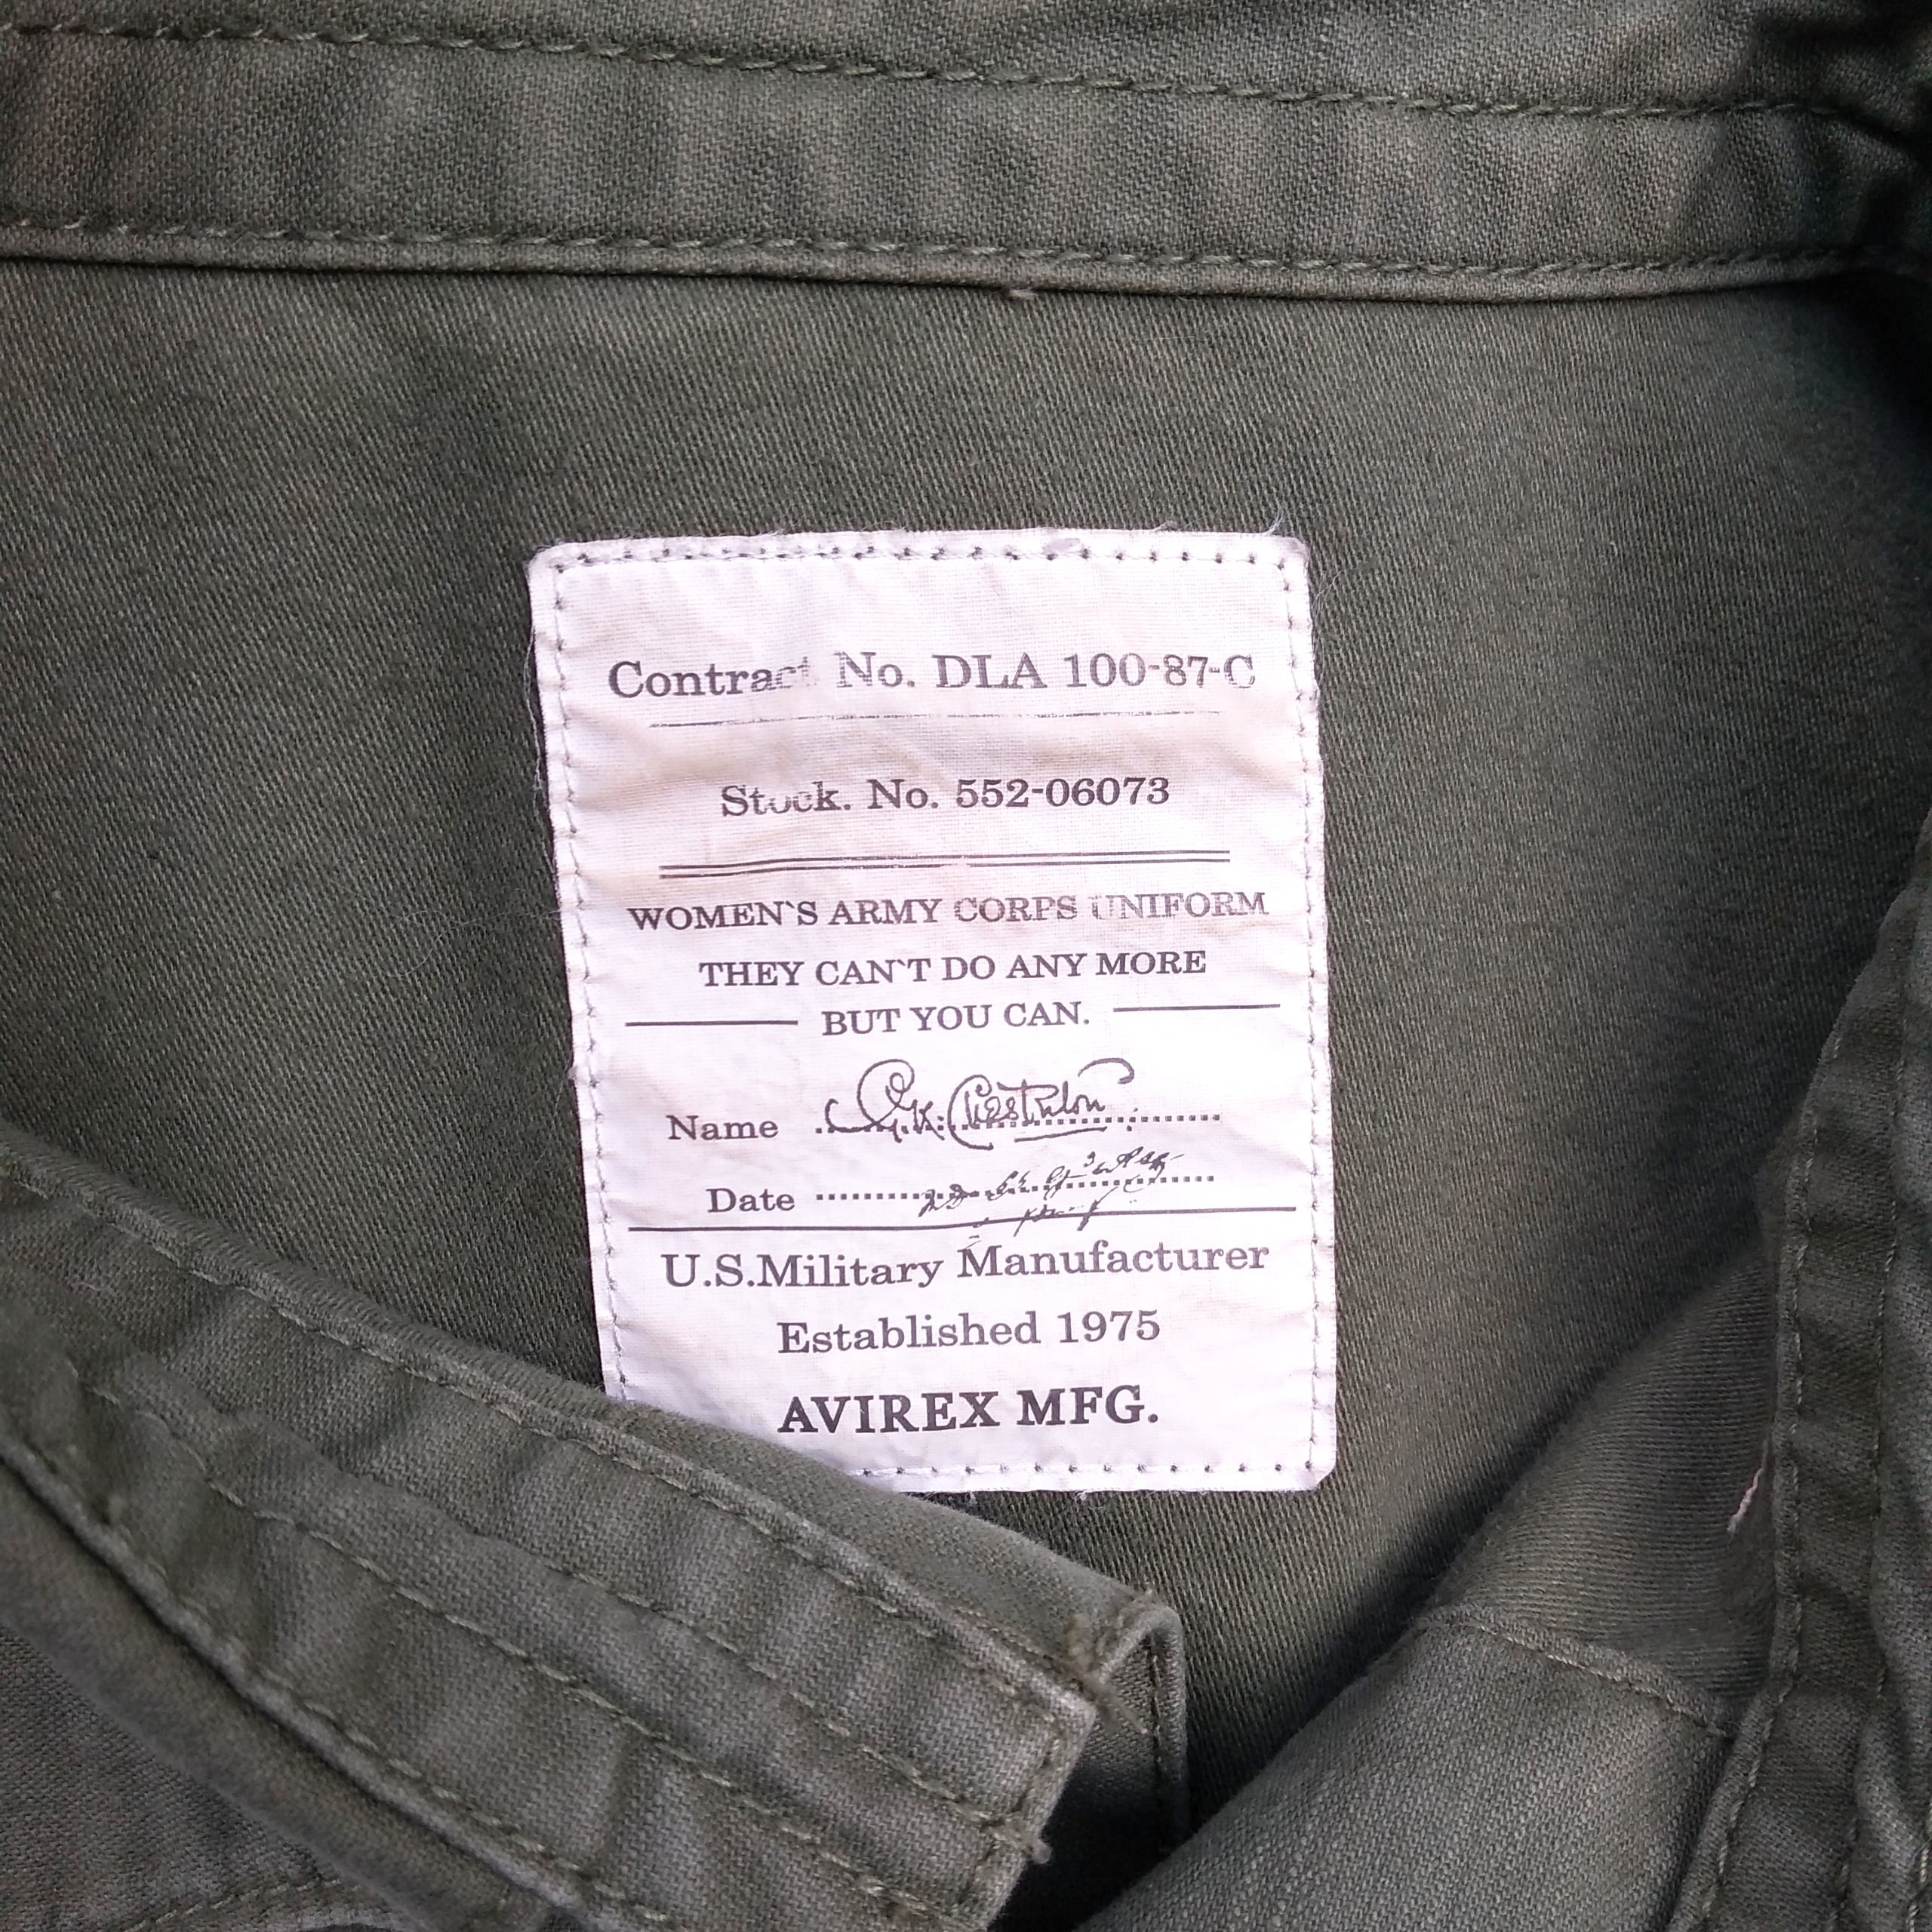 Contract No. DLA 100-87-C
Stock. No. 552-06073
WOMEN`S ARMY CORPS UNIFORM
THEY CAN`T DO ANY MORE
BUT YOU CAN.
Name G.K. Chesterton
Date
U.S.Military Manufacturer
Established 1975
AVIREX MFG.